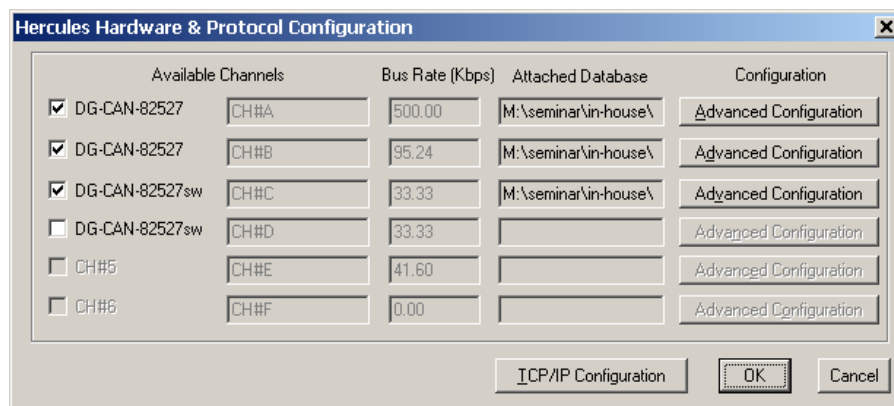 Hercules Hardware & Protocol Configuration
Available Channels Bus Rate (Kbps) Attached Database Configuration
DG-CAN-82527 CH#A 500.00 M:\seminar\in-house\ Advanced Configuration
DG-CAN-82527 CH#B 95.24 M:\seminar\in-house\ Advanced Configuration
DG-CAN-82527sw CH#C 33.33 M:\seminar\in-house\ Advanced Configuration
DG-CAN-82527sw CH#D 33.33 Advanced Configuration
CH#5 CH#E 41.60 Advanced Configuration
CH#6 CH#F 0.00 Advanced Configuration
TCP/IP Configuration OK Cancel